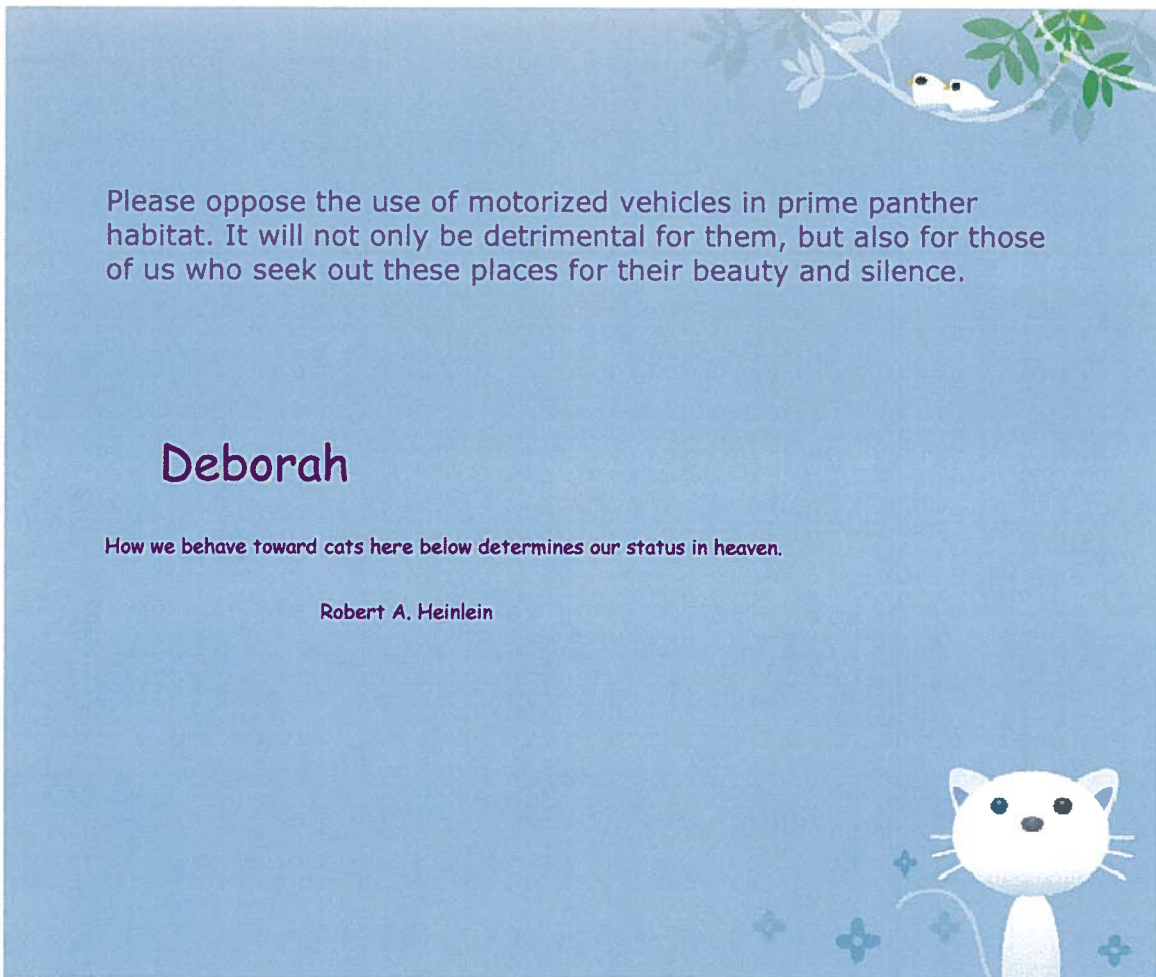 Please oppose the use of motorized vehicles in prime panther
habitat. It will not only be detrimental for them, but also for those
of us who seek out these places for their beauty and silence.
Deborah
How we behave toward cats here below determines our status in heaven.
Robert A. Heinlein